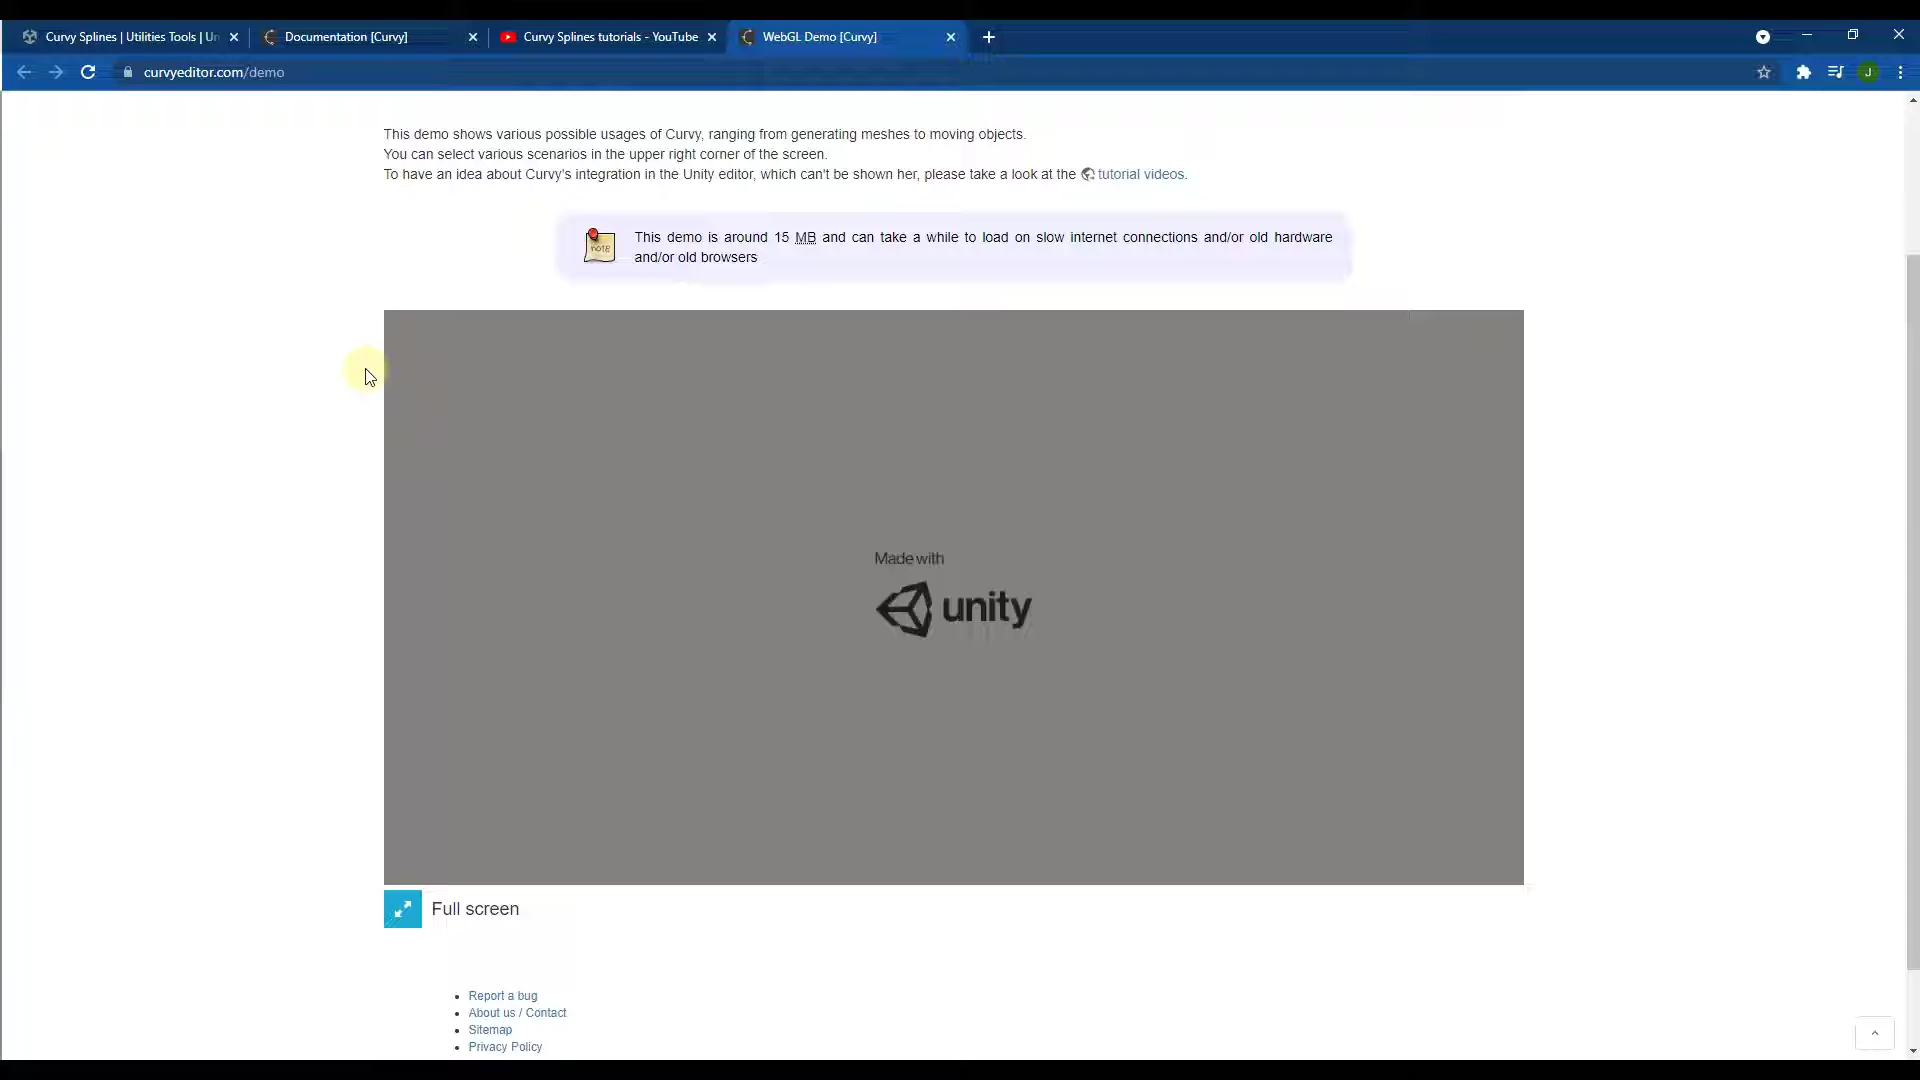 Curvy Splines | Utilities Tools | Un
Documentation [Curvy]
Curvy Splines tutorials - YouTube
WebGL Demo [Curvy]
curvyeditor.com/demo
J
This demo shows various possible usages of Curvy, ranging from generating meshes to moving objects.
You can select various scenarios in the upper right corner of the screen.
To have an idea about Curvy's integration in the Unity editor, which can't be shown her, please take a look at the tutorial videos.
NOTE
This demo is around 15 MB and can take a while to load on slow internet connections and/or old hardware
and/or old browsers
Made with
unity
Full screen
• Report a bug
• About us / Contact
• Sitemap
• Privacy Policy